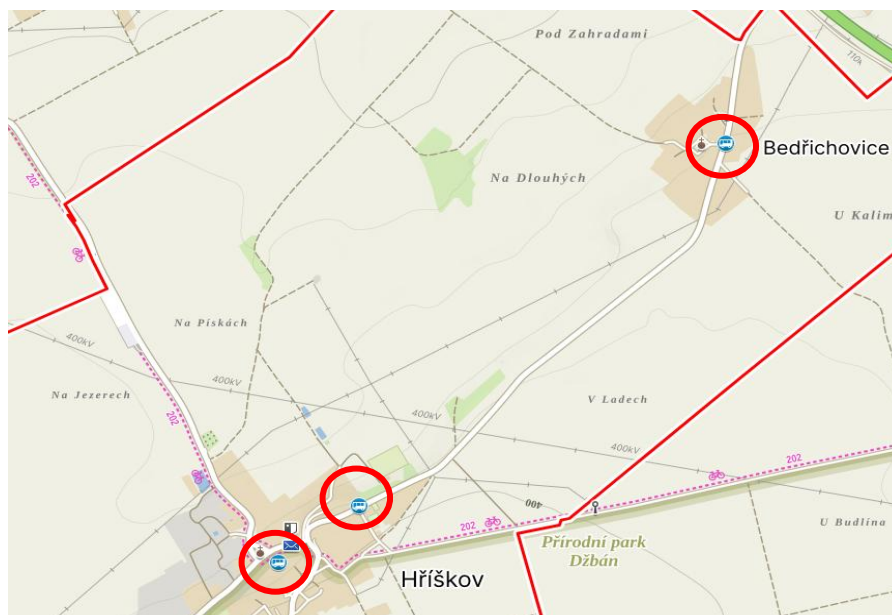 Pod Zahradami
110k
Bedřichovice
Na Dlouhých
202
U Kalim
Na Pískách
400kV
400kV
Na Jezerech
V Ladech
202
400kV
400kV
202
400
202
U Budlína
Přírodní park
Džbán
Hříškov